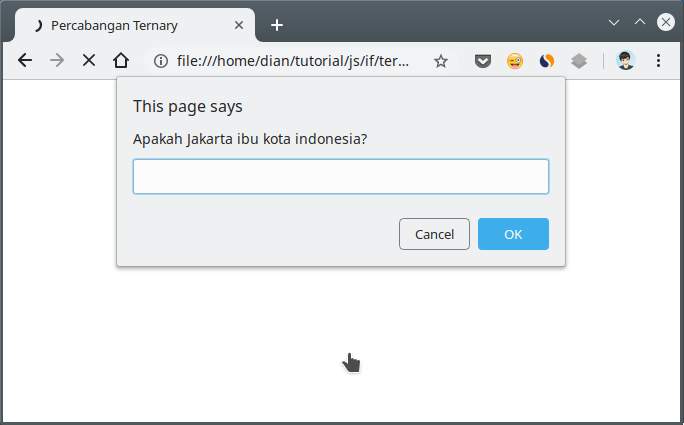 Percabangan Ternary
file:///home/dian/tutorial/js/if/ter...
This page says
Apakah Jakarta ibu kota indonesia?
Cancel
OK